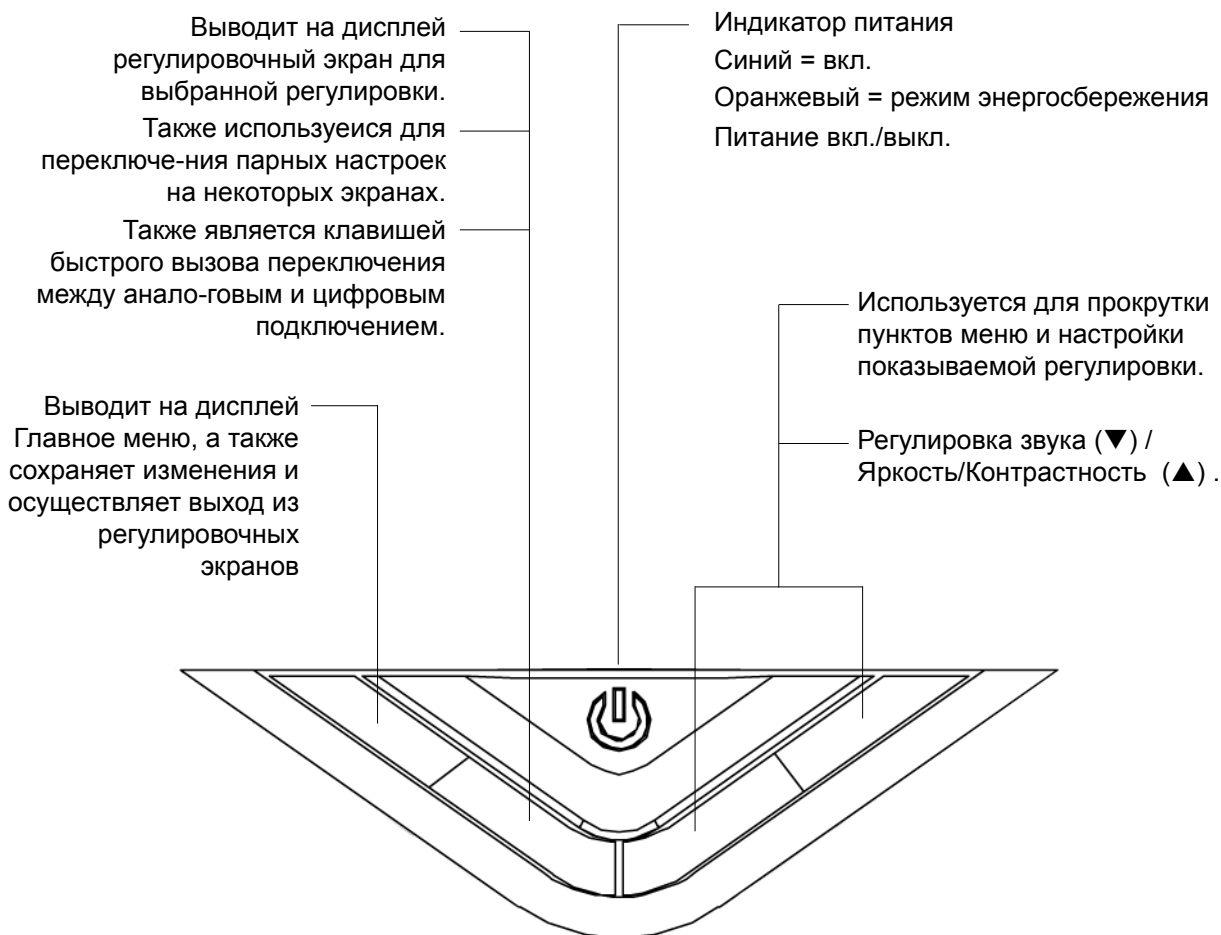 Выводит на дисплей
регулировочный экран для
выбранной регулировки.
Также используеися для
переключе-ния парных настроек
на некоторых экранах.
Также является клавишей
быстрого вызова переключения
между анало-говым и цифровым
подключением.
Выводит на дисплей
Главное меню, а также
сохраняет изменения и
осуществляет выход из
регулировочных
экранов
Индикатор питания
Синий = вкл.
Оранжевый = режим энергосбережения
Питание вкл./выкл.
Используется для прокрутки
пунктов меню и настройки
показываемой регулировки.
Регулировка звука (▼) /
Яркость/Контрастность (▲) .